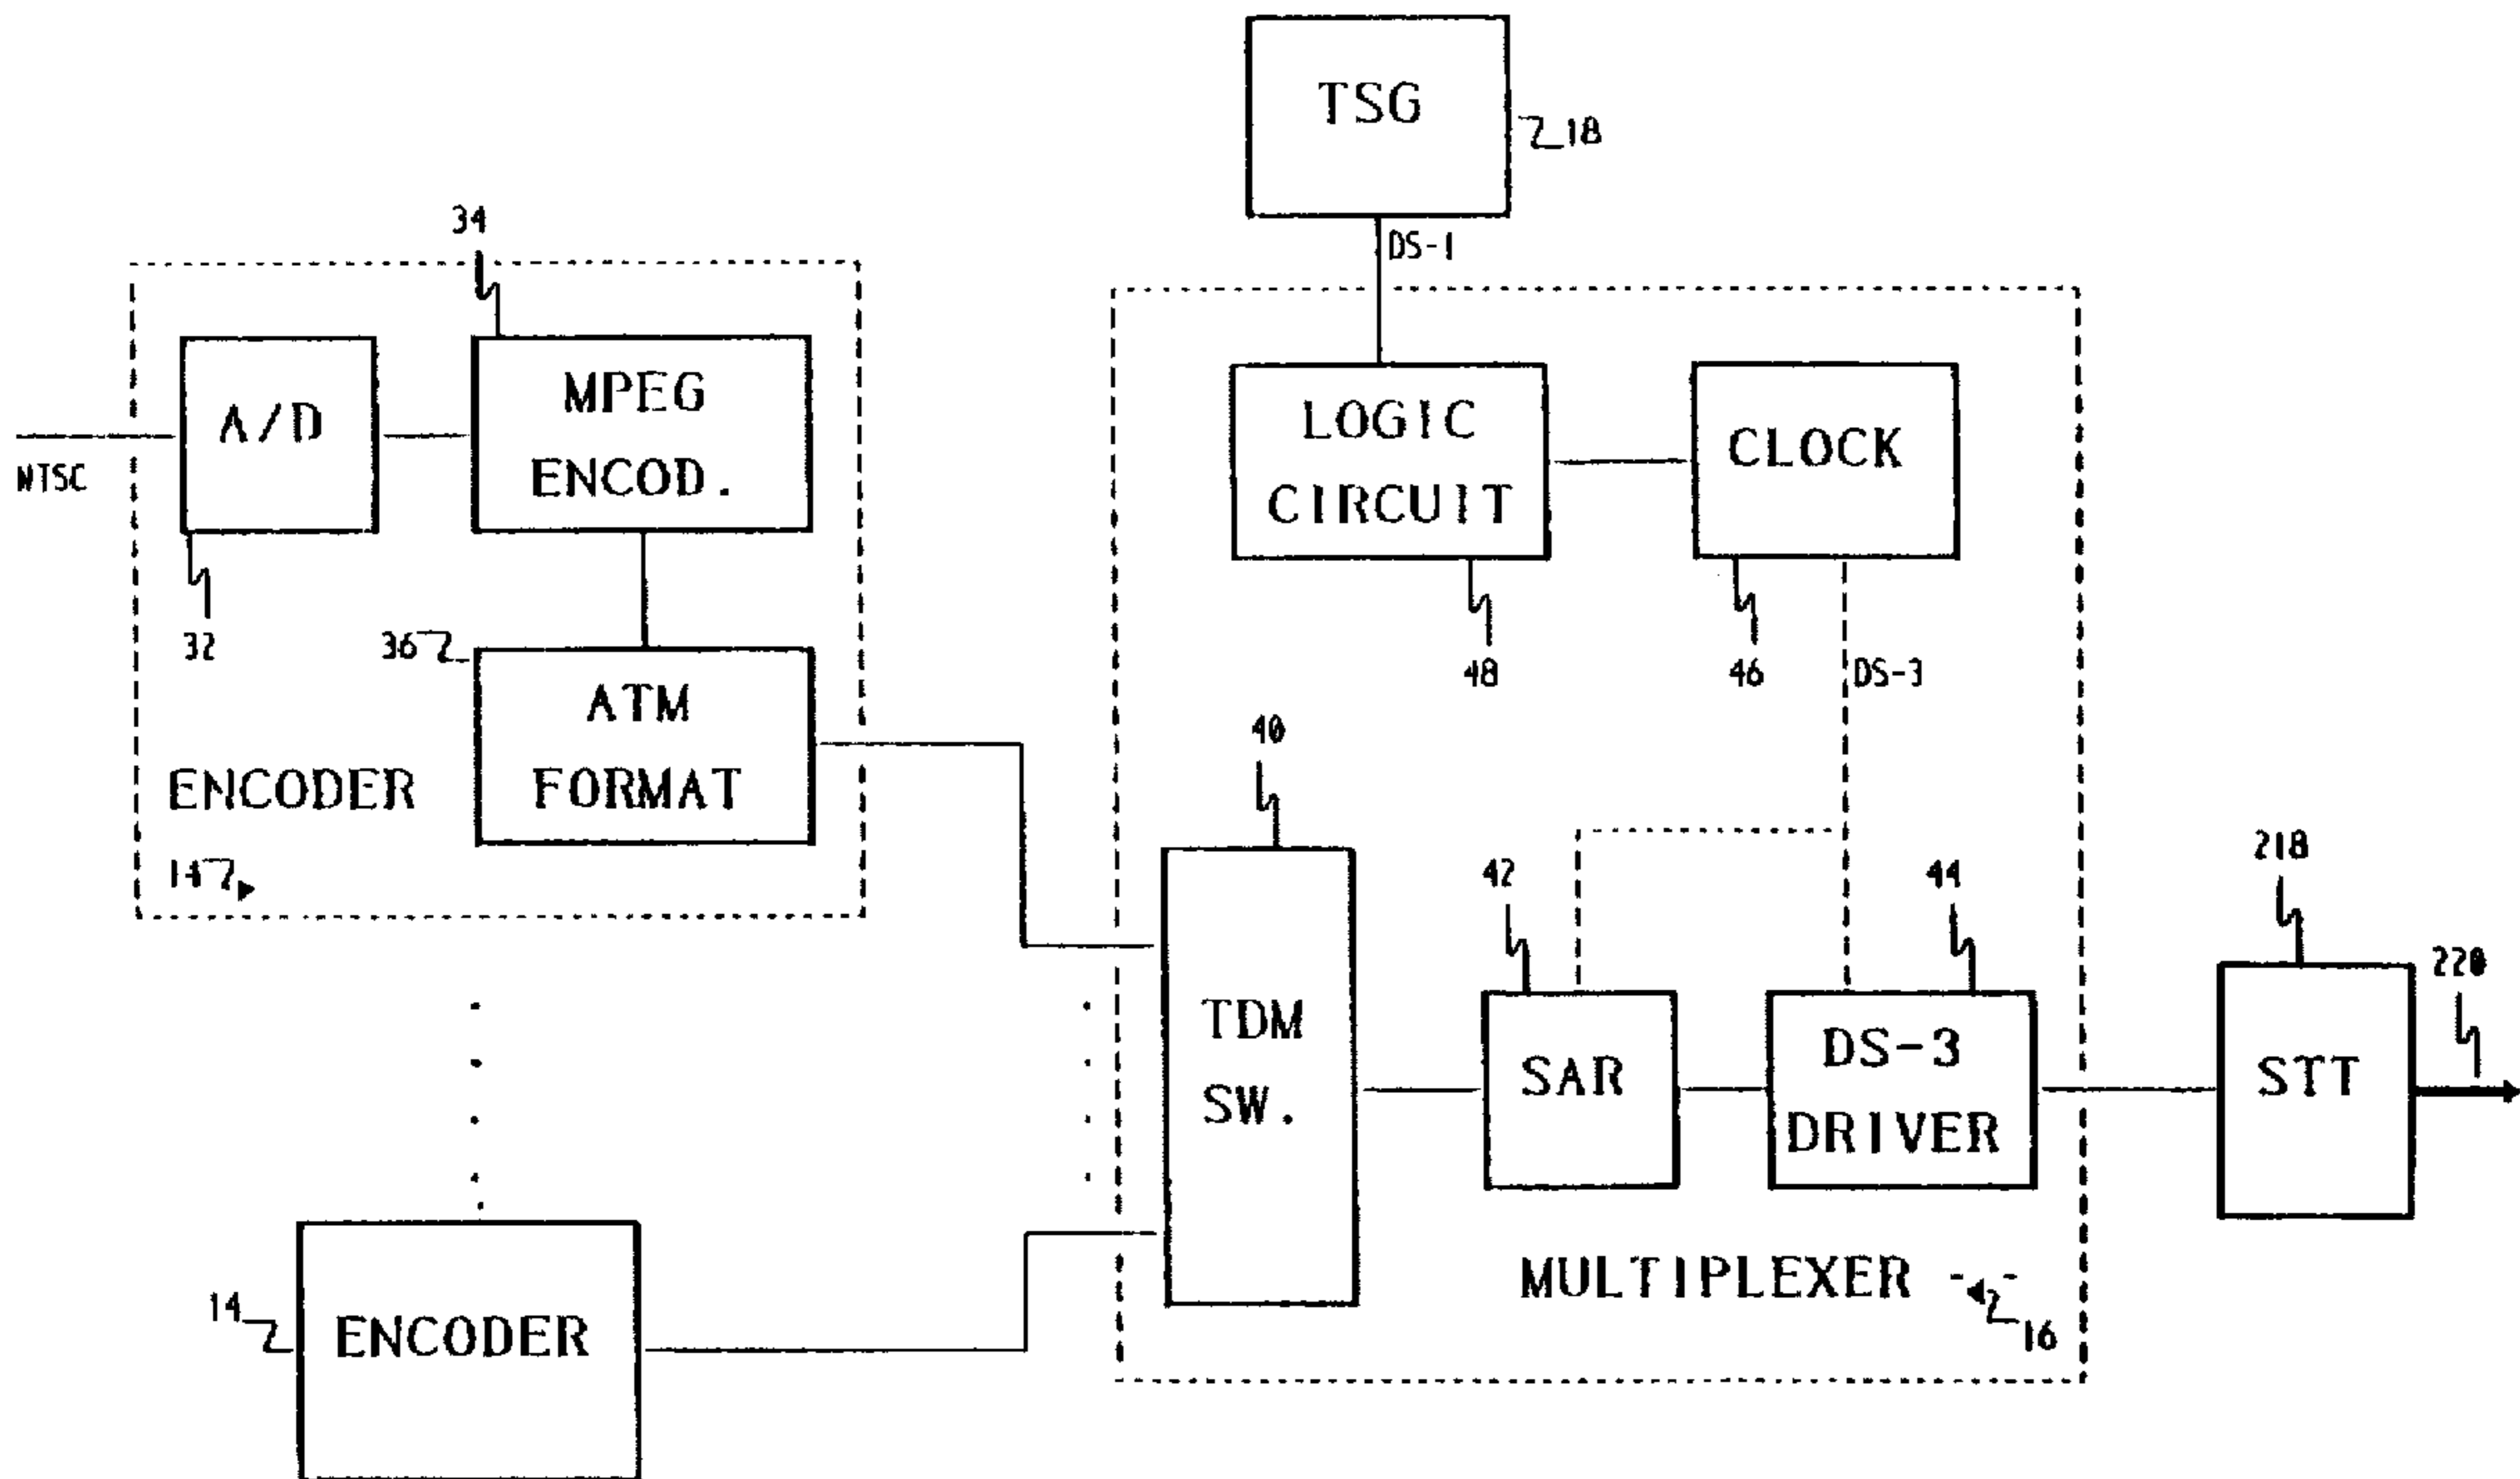 TSG
18
DS-1
34
A/D
MPEG
ENCOD.
NTSC
LOGIC
CIRCUIT
CLOCK
32
36
48
46
DS-3
ATM
FORMAT
40
ENCODER
14
42
44
218
220
TDM
SW.
SAR
DS-3
DRIVER
STT
MULTIPLEXER
16
14
ENCODER